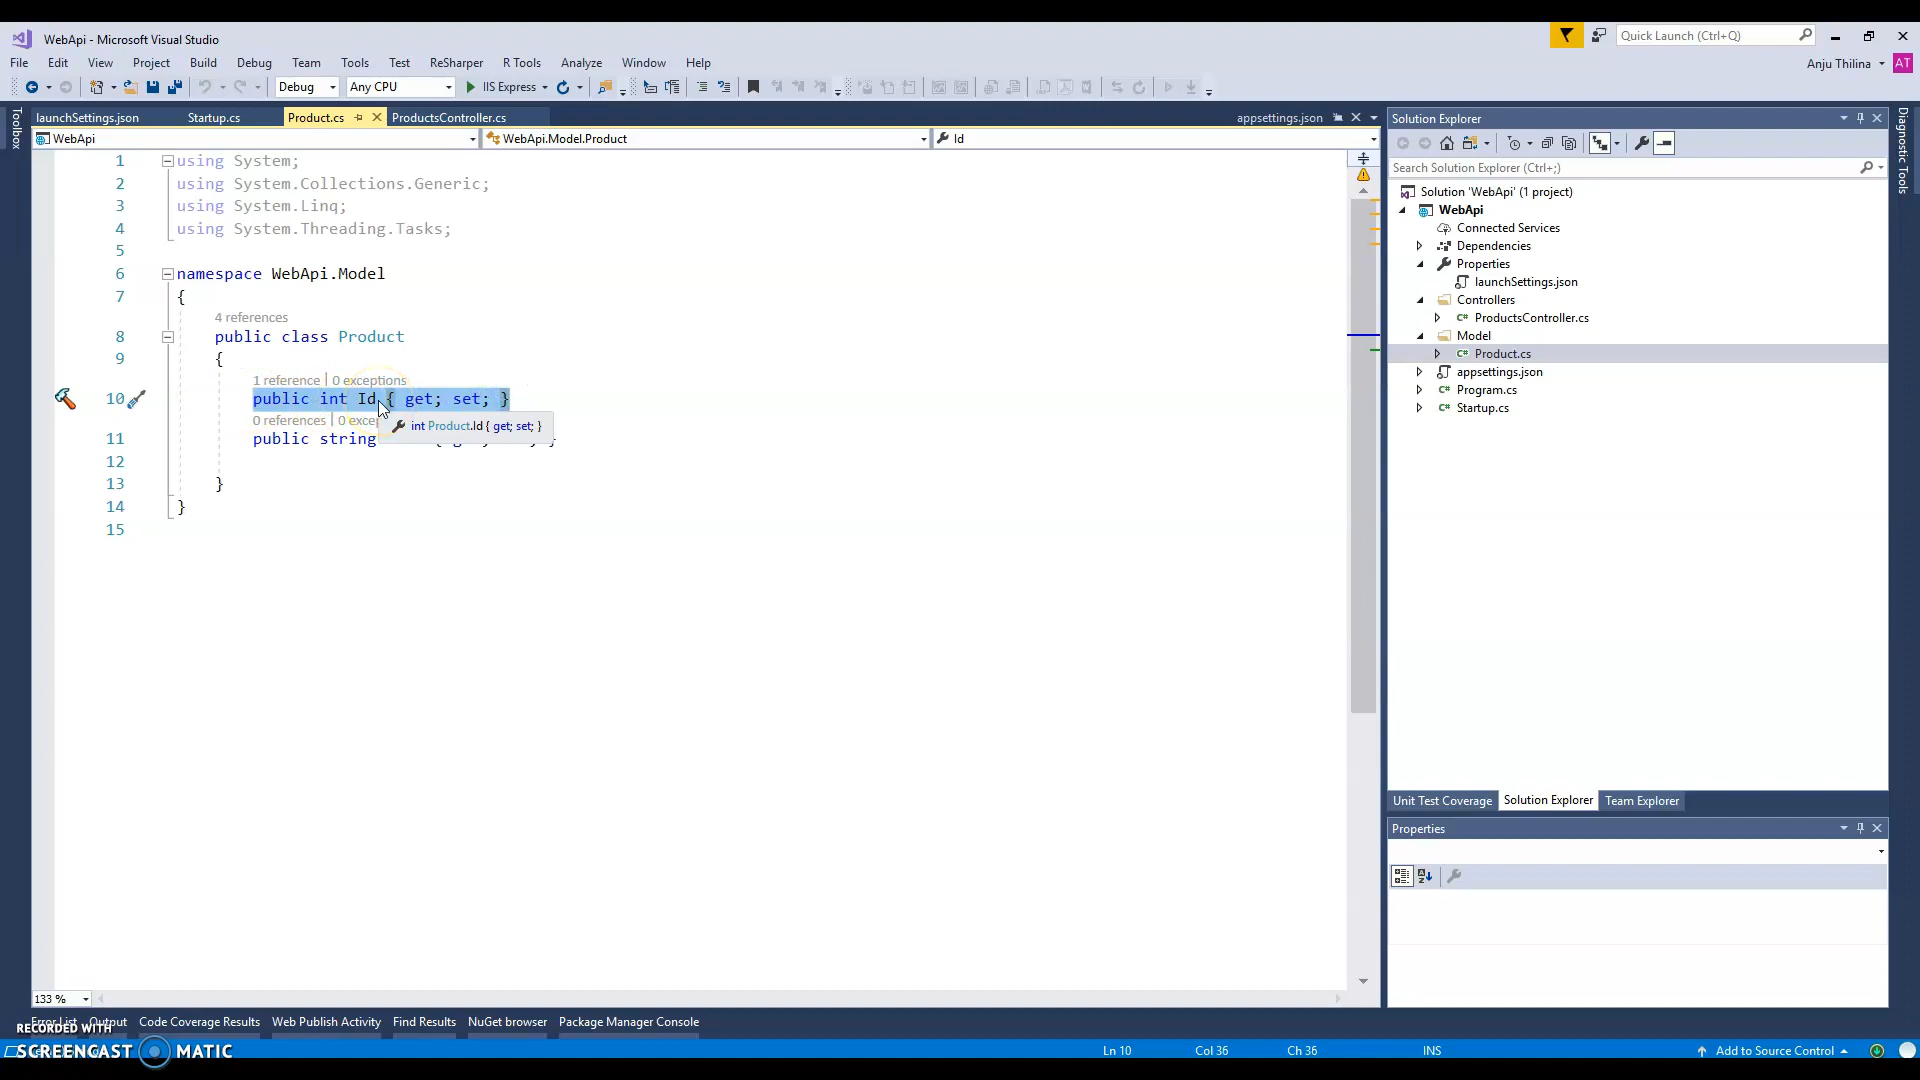 WebApi - Microsoft Visual Studio
Quick Launch (Ctrl+Q)
File Edit View Project Build Debug Team Tools Test ReSharper R Tools Analyze Window Help
Anju Thilina AT
Debug Any CPU IIS Express
Toolbox
launchSettings.json Startup.cs Product.cs ProductsController.cs appsettings.json
WebApi WebApi.Model.Product Id
1 using System;
2 using System.Collections.Generic;
3 using System.Linq;
4 using System.Threading.Tasks;
5
6 namespace WebApi.Model
7 {
4 references
8 public class Product
9 {
1 reference | 0 exceptions
10 public int Id { get; set; }
0 references | 0
int Product.Id { get; set; }
11 public string
12
13 }
14 }
15
133 %
Solution Explorer
Search Solution Explorer (Ctrl+;)
Solution 'WebApi' (1 project)
WebApi
Connected Services
Dependencies
Properties
launchSettings.json
Controllers
C# ProductsController.cs
Model
C# Product.cs
appsettings.json
C# Program.cs
C# Startup.cs
Unit Test Coverage Solution Explorer Team Explorer
Properties
Diagnostic Tools
Error List Output Code Coverage Results Web Publish Activity Find Results NuGet browser Package Manager Console
RECORDED WITH
SCREENCAST MATIC
Ln 10 Col 36 Ch 36 INS Add to Source Control